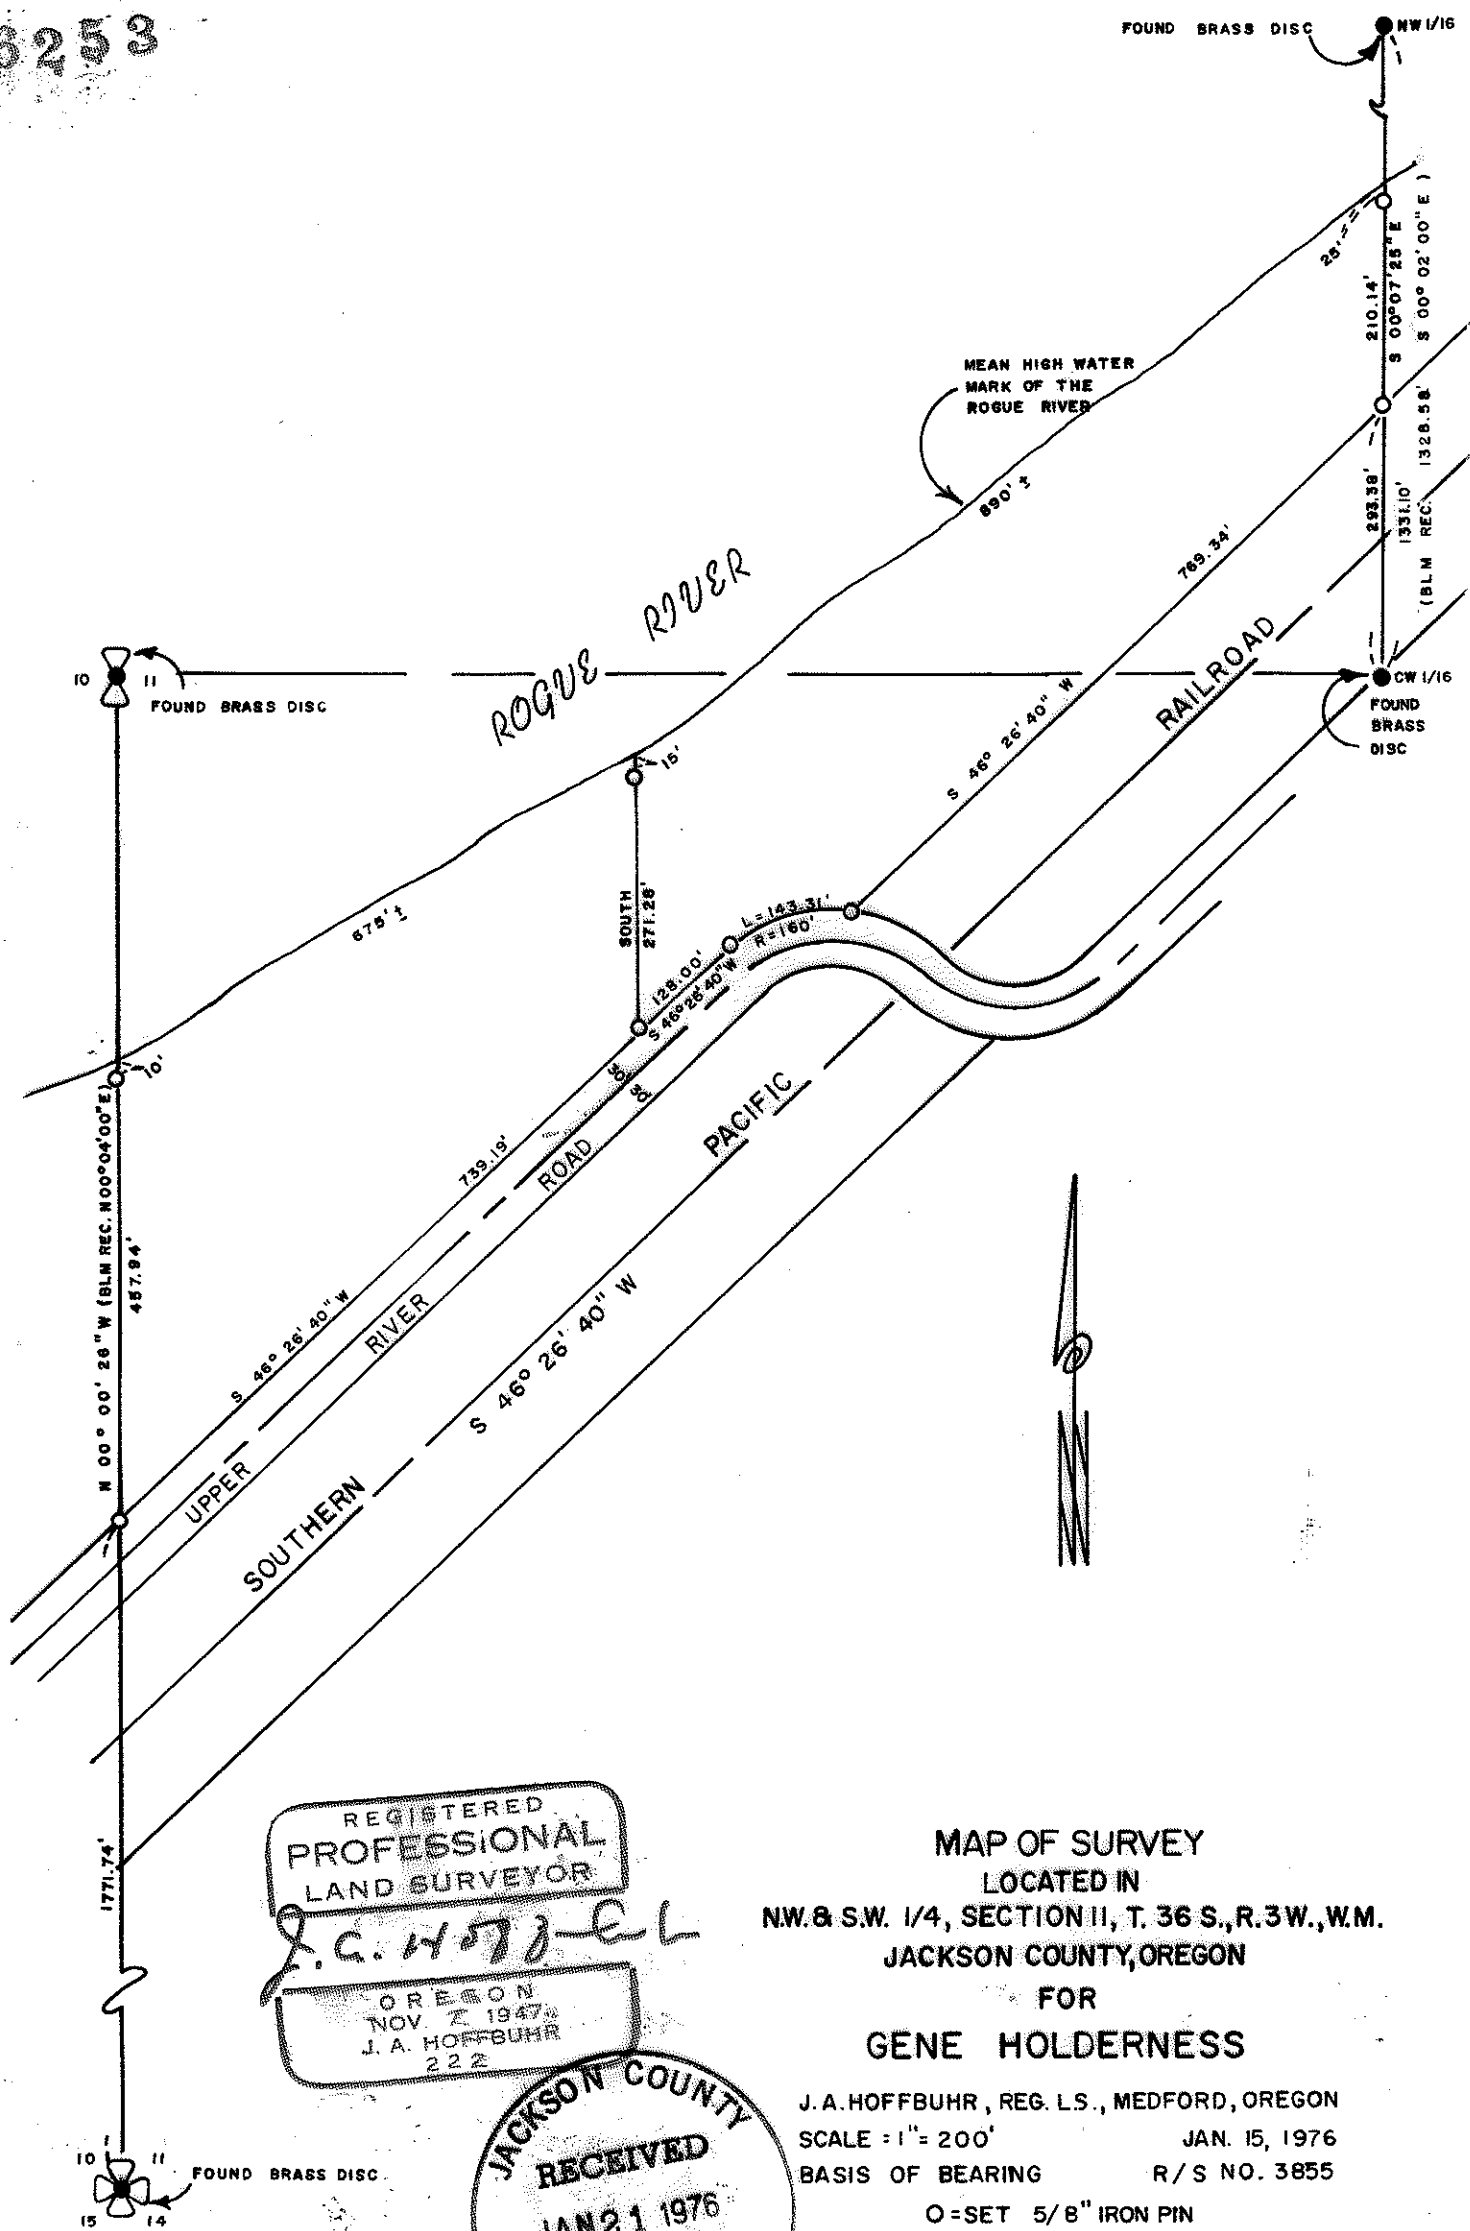 6253
FOUND BRASS DISC
NW 1/16
25'
210.14'
S 00° 07' 25" E
S 00° 02' 00" E )
MEAN HIGH WATER
MARK OF THE
ROGUE RIVER
890' ±
293.38'
1331.10'
(BLM REC. 1328.58'
769.34'
ROGUE RIVER
10 11
FOUND BRASS DISC
CW 1/16
FOUND
BRASS
DISC
RAILROAD
S 46° 26' 40" W
15'
675' ±
SOUTH
271.28'
L = 143.31'
R = 160'
128.00'
S 46° 26' 40" W
30' 30'
10'
N 00° 00' 26" W (BLM REC. N00°04'00"E)
457.94'
739.19'
S 46° 26' 40" W
UPPER RIVER ROAD
SOUTHERN PACIFIC
S 46° 26' 40" W
1771.74'
REGISTERED
PROFESSIONAL
LAND SURVEYOR
OREGON
NOV. 7 1947
J. A. HOFFBUHR
222
MAP OF SURVEY
LOCATED IN
N.W. & S.W. 1/4, SECTION 11, T. 36 S., R. 3 W., W.M.
JACKSON COUNTY, OREGON
FOR
GENE HOLDERNESS
J. A. HOFFBUHR, REG. L.S., MEDFORD, OREGON
SCALE : 1" = 200' JAN. 15, 1976
BASIS OF BEARING R/S NO. 3855
O = SET 5/8" IRON PIN
JACKSON COUNTY
RECEIVED
JAN 21 1976
10 11
FOUND BRASS DISC
15 14